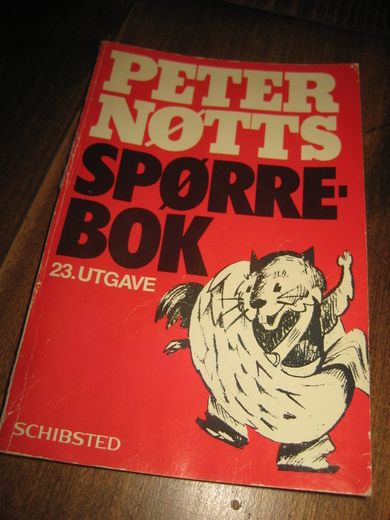 PETER
NØTTS
SPØRRE-
BOK
23. UTGAVE
SCHIBSTED